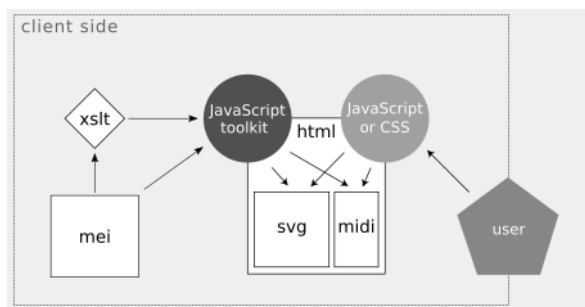 client side
xslt
JavaScript
toolkit
html
JavaScript
or CSS
mei
svg
midi
user